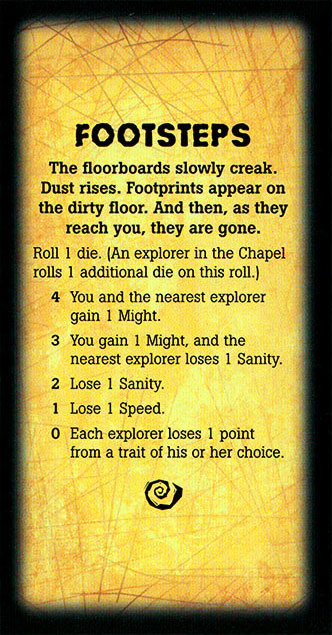 FOOTSTEPS
The floorboards slowly creak.
Dust rises. Footprints appear on
the dirty floor. And then, as they
reach you, they are gone.
Roll 1 die. (An explorer in the Chapel
rolls 1 additional die on this roll.)
4 You and the nearest explorer
gain 1 Might.
3 You gain 1 Might, and the
nearest explorer loses 1 Sanity.
2 Lose 1 Sanity.
1 Lose 1 Speed.
0 Each explorer loses 1 point
from a trait of his or her choice.